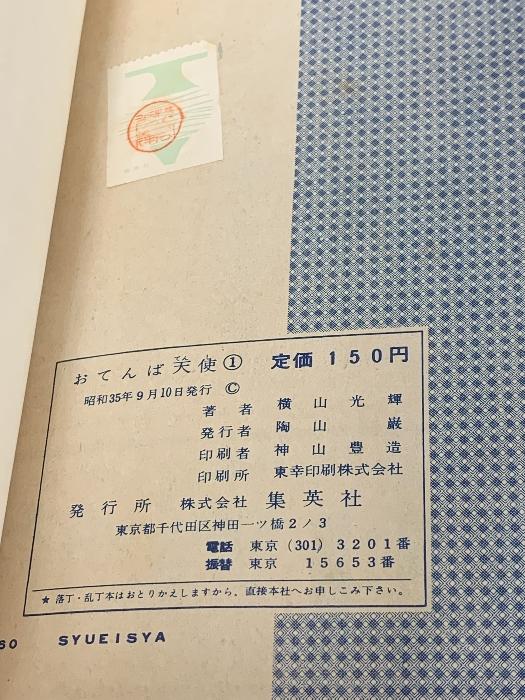 おてんば天使① 定価150円
昭和35年9月10日発行 ©
著者 横山光輝
発行者 陶山巌
印刷者 神山豊造
印刷所 東幸印刷株式会社
発行所 株式会社 集英社
東京都千代田区神田一ツ橋2ノ3
電話 東京(301)3201番
振替 東京 15653番
★落丁・乱丁本はおとりかえしますから、直接本社へお申しこみ下さい。
60 SYUEISYA